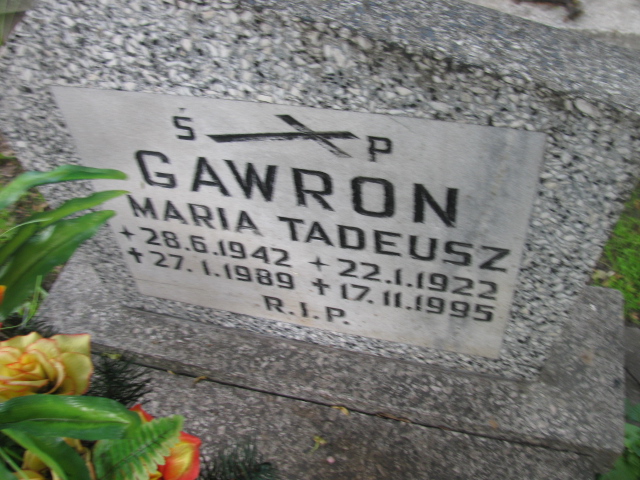 Ś P
GAWRON
MARIA TADEUSZ
+ 28.6.1942 + 22.1.1922
+ 27.1.1989 + 17.11.1995
R.I.P.